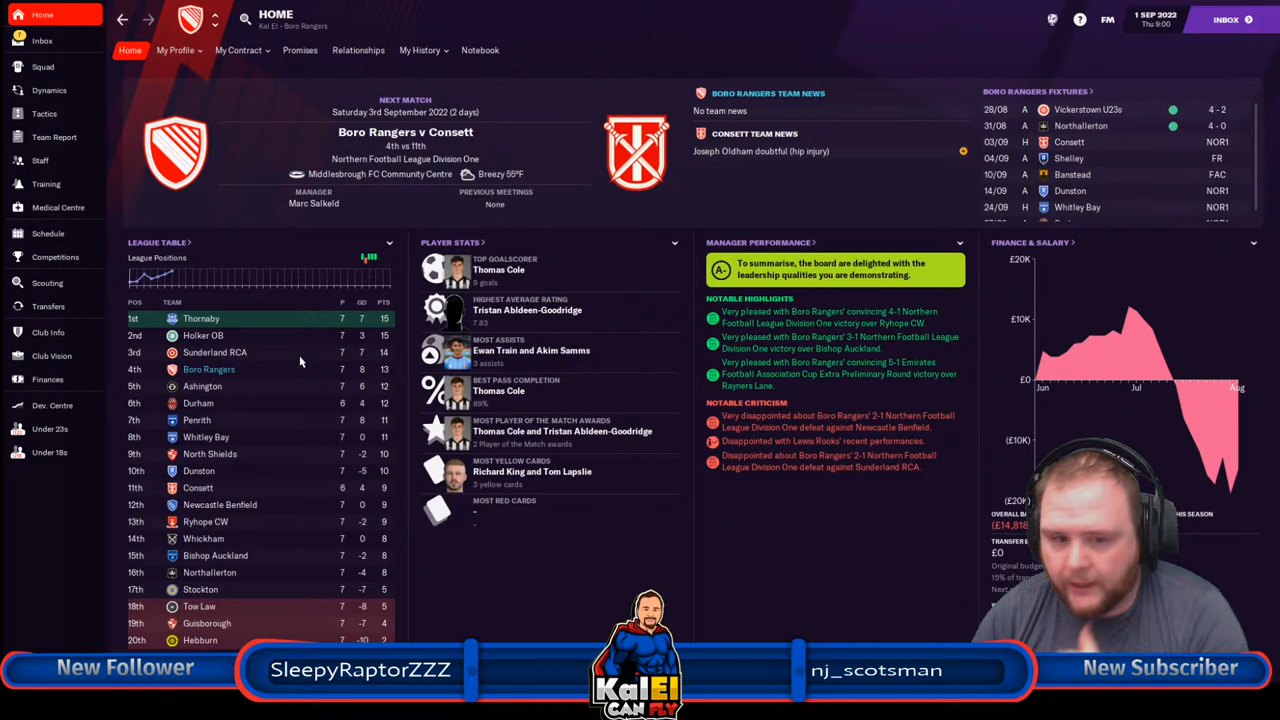 Home
Inbox
7
Squad
Dynamics
Tactics
Team Report
Staff
Training
Medical Centre
Schedule
Competitions
Scouting
Transfers
Club Info
Club Vision
Finances
Dev. Centre
Under 23s
Under 18s
HOME
Kal El - Boro Rangers
FM
1 SEP 2022
Thu 9:00
INBOX
Home
My Profile
My Contract
Promises
Relationships
My History
Notebook
NEXT MATCH
Saturday 3rd September 2022 (2 days)
Boro Rangers v Consett
4th vs 11th
Northern Football League Division One
Middlesbrough FC Community Centre
Breezy 55°F
MANAGER
Marc Salkeld
PREVIOUS MEETINGS
None
BORO RANGERS TEAM NEWS
No team news
CONSETT TEAM NEWS
Joseph Oldham doubtful (hip injury)
BORO RANGERS FIXTURES
28/08 A Vickerstown U23s 4 - 2
31/08 A Northallerton 4 - 0
03/09 H Consett NOR1
04/09 A Shelley FR
10/09 A Banstead FAC
14/09 A Dunston NOR1
24/09 H Whitley Bay NOR1
LEAGUE TABLE
League Positions
POS TEAM P GD PTS
1st Thornaby 7 7 15
2nd Holker OB 7 3 15
3rd Sunderland RCA 7 7 14
4th Boro Rangers 7 8 13
5th Ashington 7 6 12
6th Durham 6 4 12
7th Penrith 7 8 11
8th Whitley Bay 7 0 11
9th North Shields 7 -2 10
10th Dunston 7 -5 10
11th Consett 6 4 9
12th Newcastle Benfield 7 0 9
13th Ryhope CW 7 -2 9
14th Whickham 7 0 8
15th Bishop Auckland 7 -2 8
16th Northallerton 7 -4 8
17th Stockton 7 -7 5
18th Tow Law 7 -8 5
19th Guisborough 7 -7 4
20th Hebburn 7 -10 2
PLAYER STATS
TOP GOALSCORER
Thomas Cole
9 goals
HIGHEST AVERAGE RATING
Tristan Abldeen-Goodridge
7.83
MOST ASSISTS
Ewan Train and Akim Samms
3 assists
BEST PASS COMPLETION
Thomas Cole
89%
MOST PLAYER OF THE MATCH AWARDS
Thomas Cole and Tristan Abldeen-Goodridge
2 Player of the Match awards
MOST YELLOW CARDS
Richard King and Tom Lapslie
3 yellow cards
MOST RED CARDS
-
-
MANAGER PERFORMANCE
A-
To summarise, the board are delighted with the
leadership qualities you are demonstrating.
NOTABLE HIGHLIGHTS
Very pleased with Boro Rangers' convincing 4-1 Northern
Football League Division One victory over Ryhope CW.
Very pleased with Boro Rangers' 3-1 Northern Football
League Division One victory over Bishop Auckland.
Very pleased with Boro Rangers' convincing 5-1 Emirates
Football Association Cup Extra Preliminary Round victory over
Rayners Lane.
NOTABLE CRITICISM
Very disappointed about Boro Rangers' 2-1 Northern Football
League Division One defeat against Newcastle Benfield.
Disappointed with Lewis Rooks' recent performances.
Disappointed about Boro Rangers' 2-1 Northern Football
League Division One defeat against Sunderland RCA.
FINANCE & SALARY
£20K
£10K
£0
(£10K)
(£20K
Jun
Jul
Aug
OVERALL BA
HIS SEASON
(£14,818
TRANSFER B
£0
Original budge
15% of tran
New Follower
SleepyRaptorZZZ
KalEl
CAN FLY
nj_scotsman
New Subscriber